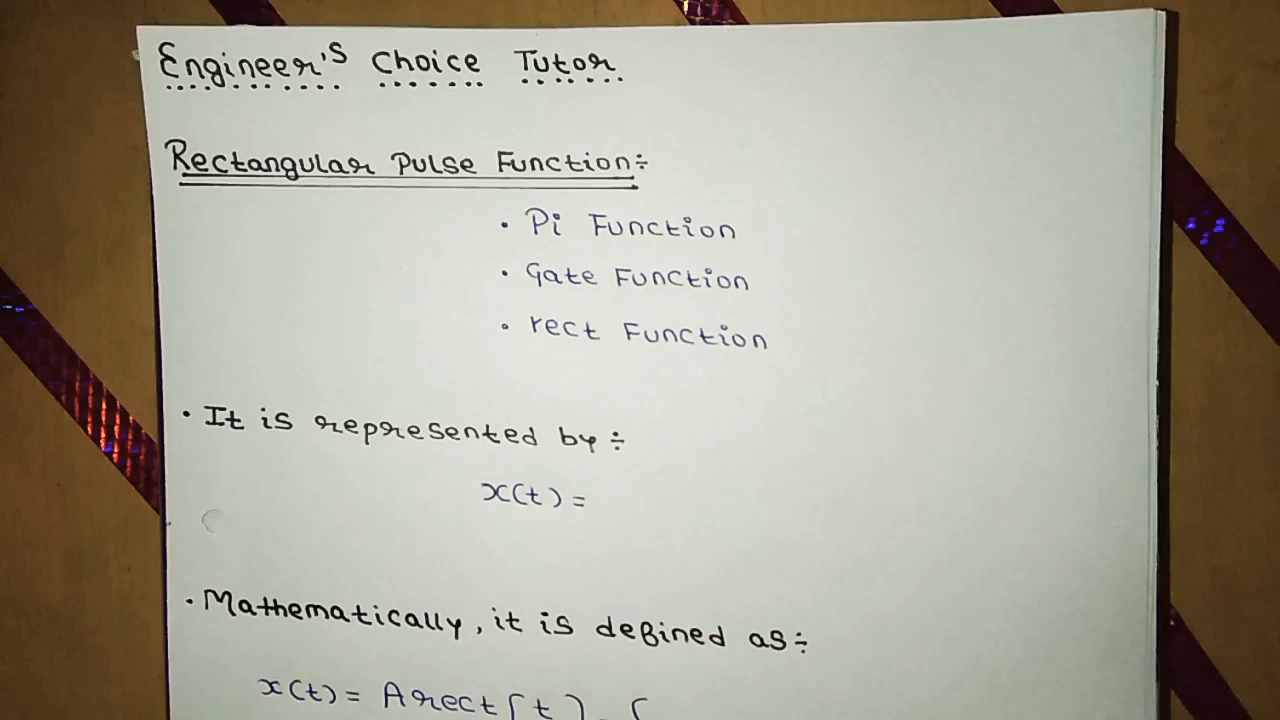 Engineer's Choice Tutor
Rectangular Pulse Function÷
• Pi Function
• Gate Function
• rect Function
• It is represented by ÷
x(t) =
• Mathematically, it is defined as÷
x(t) = A rect [ t ]